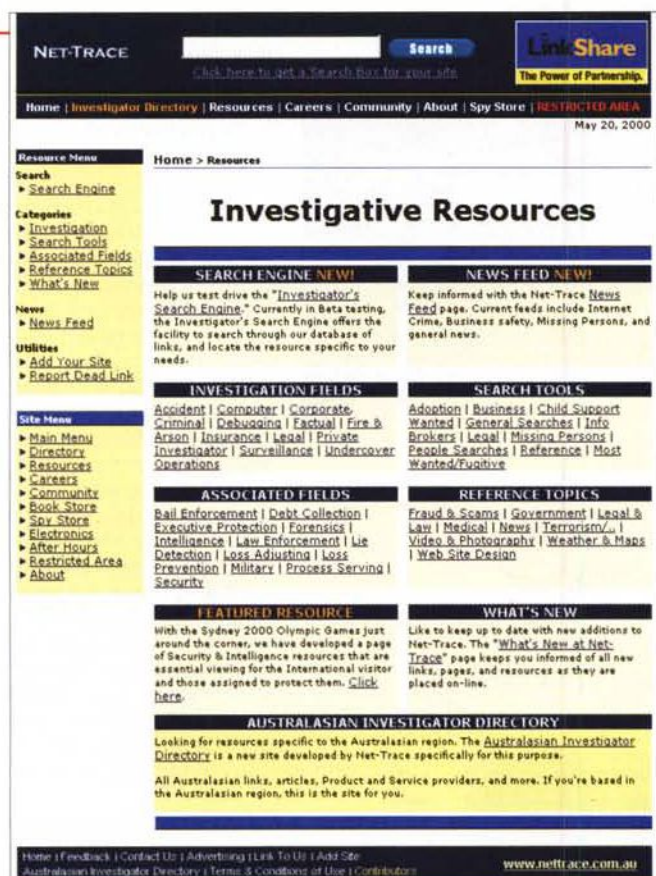 NET-TRACE
Search
Click here to get a Search Box for your site
LinkShare
The Power of Partnership.
Home | Investigator Directory | Resources | Careers | Community | About | Spy Store | RESTRICTED AREA
May 20, 2000
Resource Menu
Search
Search Engine
Categories
Investigation
Search Tools
Associated Fields
Reference Topics
What's New
News
News Feed
Utilities
Add Your Site
Report Dead Link
Site Menu
Main Menu
Directory
Resources
Careers
Community
Book Store
Spy Store
Electronics
After Hours
Restricted Area
About
Home > Resources
Investigative Resources
SEARCH ENGINE NEW!
Help us test drive the "Investigator's
Search Engine." Currently in Beta testing,
the Investigator's Search Engine offers the
facility to search through our database of
links, and locate the resource specific to your
needs.
NEWS FEED NEW!
Keep informed with the Net-Trace News
Feed page. Current feeds include Internet
Crime, Business safety, Missing Persons, and
general news.
INVESTIGATION FIELDS
Accident | Computer | Corporate,
Criminal | Debugging | Factual | Fire &
Arson | Insurance | Legal | Private
Investigator | Surveillance | Undercover
Operations
SEARCH TOOLS
Adoption | Business | Child Support
Wanted | General Searches | Info
Brokers | Legal | Missing Persons |
People Searches | Reference | Most
Wanted/Fugitive
ASSOCIATED FIELDS
Bail Enforcement | Debt Collection |
Executive Protection | Forensics |
Intelligence | Law Enforcement | Lie
Detection | Loss Adjusting | Loss
Prevention | Military | Process Serving |
Security
REFERENCE TOPICS
Fraud & Scams | Government | Legal &
Law | Medical | News | Terrorism/.. |
Video & Photography | Weather & Maps
| Web Site Design
FEATURED RESOURCE
With the Sydney 2000 Olympic Games just
around the corner, we have developed a page
of Security & Intelligence resources that are
essential viewing for the International visitor
and those assigned to protect them. Click
here.
WHAT'S NEW
Like to keep up to date with new additions to
Net-Trace. The "What's New at Net-
Trace" page keeps you informed of all new
links, pages, and resources as they are
placed on-line.
AUSTRALASIAN INVESTIGATOR DIRECTORY
Looking for resources specific to the Australasian region. The Australasian Investigator
Directory is a new site developed by Net-Trace specifically for this purpose.
All Australasian links, articles, Product and Service providers, and more. If you're based in
the Australasian region, this is the site for you.
Home | Feedback | Contact Us | Advertising | Link To Us | Add Site
Australasian Investigator Directory | Terms & Conditions of Use | Contributors
www.nettrace.com.au